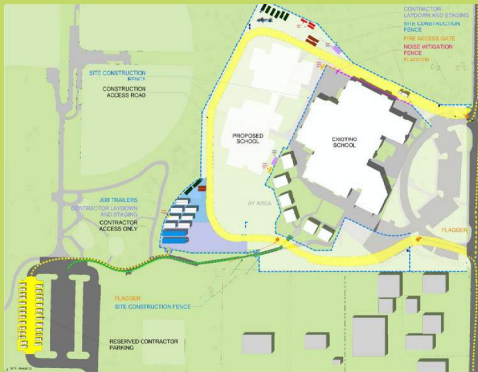 CONTRACTOR
LAYDOWN AND STAGING
SITE CONSTRUCTION
FENCE
FIRE ACCESS GATE
NOISE MITIGATION
FENCE
FLAGGER
SITE CONSTRUCTION
FENCE
CONSTRUCTION
ACCESS ROAD
PROPOSED
SCHOOL
EXISTING
SCHOOL
JOB TRAILERS
CONTRACTOR LAYDOWN
AND STAGING
CONTRACTOR
ACCESS ONLY
AY AREA
FLAGGER
FLAGGER
SITE CONSTRUCTION FENCE
RESERVED CONTRACTOR
PARKING